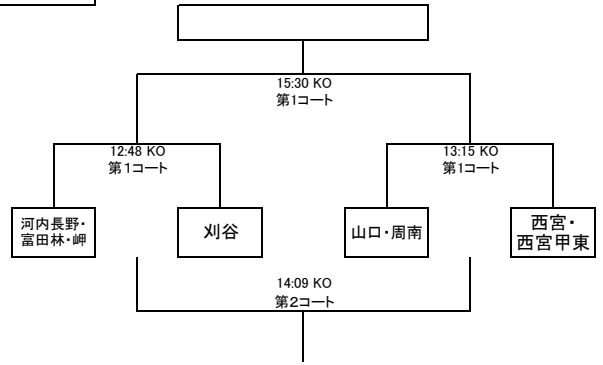 15:30 KO
第1コート
12:48 KO
第１コート
13:15 KO
第1コート
河内長野・
富田林・岬
刈谷
山口・周南
西宮・
西宮甲東
14:09 KO
第２コート